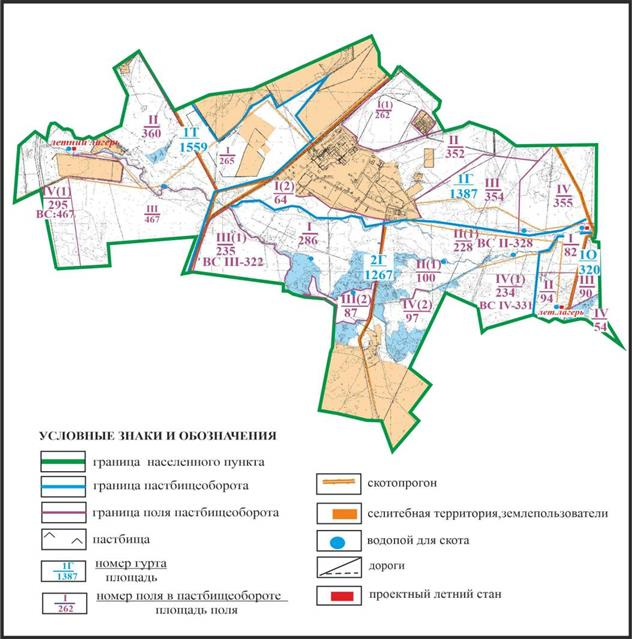 I(1)
262
II
360
1Т
1559
летний лагерь
I
265
II
352
1Г
1387
III
354
IV
355
IV(1)
295
ВС:467
III
467
I(2)
64
I
286
III(1)
235
ВС III-322
2Г
1267
II(1)
228
ВС II-328
I
82
1О
320
II(1)
100
IV(1)
234
ВС IV-331
II
94
III
90
III(2)
87
IV(2)
97
лет.лагерь
IV
54
УСЛОВНЫЕ ЗНАКИ И ОБОЗНАЧЕНИЯ
граница населенного пункта
граница пастбищеоборота
граница поля пастбищеоборота
пастбища
1Г
1387
номер гурта
площадь
I
262
номер поля в пастбищеобороте
площадь поля
скотопрогон
селитебная территория,землепользователи
водопой для скота
дороги
проектный летний стан